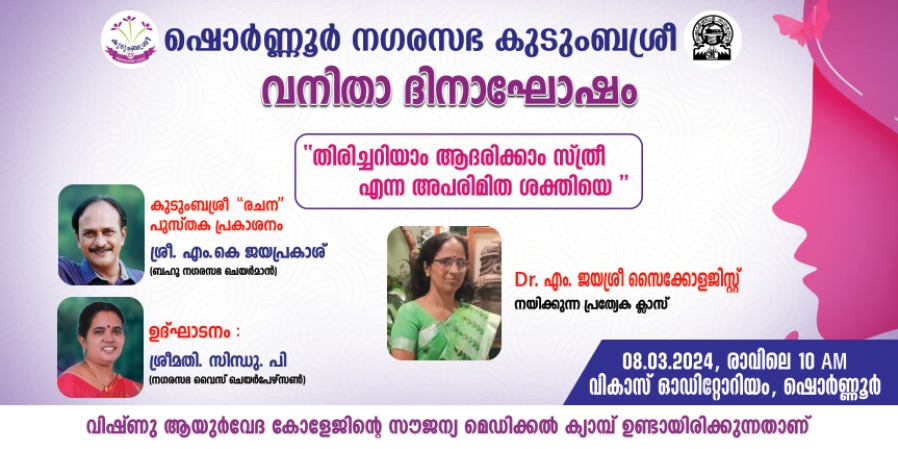 കുടുംബശ്രീ
ഷൊർണ്ണൂർ നഗരസഭ കുടുംബശ്രീ
വനിതാ ദിനാഘോഷം
“തിരിച്ചറിയാം ആദരിക്കാം സ്ത്രീ
എന്ന അപരിമിത ശക്തിയെ ”
കുടുംബശ്രീ “രചന”
പുസ്തക പ്രകാശനം
ശ്രീ. എം.കെ ജയപ്രകാശ്
(ബഹു നഗരസഭ ചെയർമാൻ)
ഉദ്ഘാടനം :
ശ്രീമതി. സിന്ധു. പി
(നഗരസഭ വൈസ് ചെയർപേഴ്സൺ)
Dr. എം. ജയശ്രീ സൈക്കോളജിസ്റ്റ്
നയിക്കുന്ന പ്രത്യേക ക്ലാസ്
08.03.2024, രാവിലെ 10 AM
വികാസ് ഓഡിറ്റോറിയം, ഷൊർണ്ണൂർ
വിഷ്ണു ആയുർവേദ കോളേജിന്റെ സൗജന്യ മെഡിക്കൽ ക്യാമ്പ് ഉണ്ടായിരിക്കുന്നതാണ്